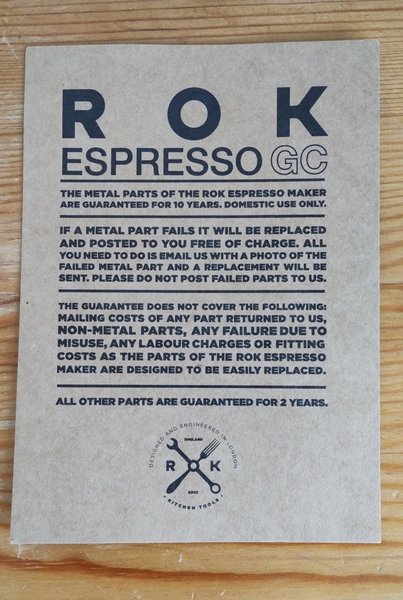 ROK
ESPRESSO GC
THE METAL PARTS OF THE ROK ESPRESSO MAKER
ARE GUARANTEED FOR 10 YEARS. DOMESTIC USE ONLY.
IF A METAL PART FAILS IT WILL BE REPLACED
AND POSTED TO YOU FREE OF CHARGE. ALL
YOU NEED TO DO IS EMAIL US WITH A PHOTO OF THE
FAILED METAL PART AND A REPLACEMENT WILL BE
SENT. PLEASE DO NOT POST FAILED PARTS TO US.
THE GUARANTEE DOES NOT COVER THE FOLLOWING:
MAILING COSTS OF ANY PART RETURNED TO US,
NON-METAL PARTS, ANY FAILURE DUE TO
MISUSE, ANY LABOUR CHARGES OR FITTING
COSTS AS THE PARTS OF THE ROK ESPRESSO
MAKER ARE DESIGNED TO BE EASILY REPLACED.
ALL OTHER PARTS ARE GUARANTEED FOR 2 YEARS.
DESIGNED AND ENGINEERED IN LONDON
ENGLAND
ROK
2002
• KITCHEN TOOLS •